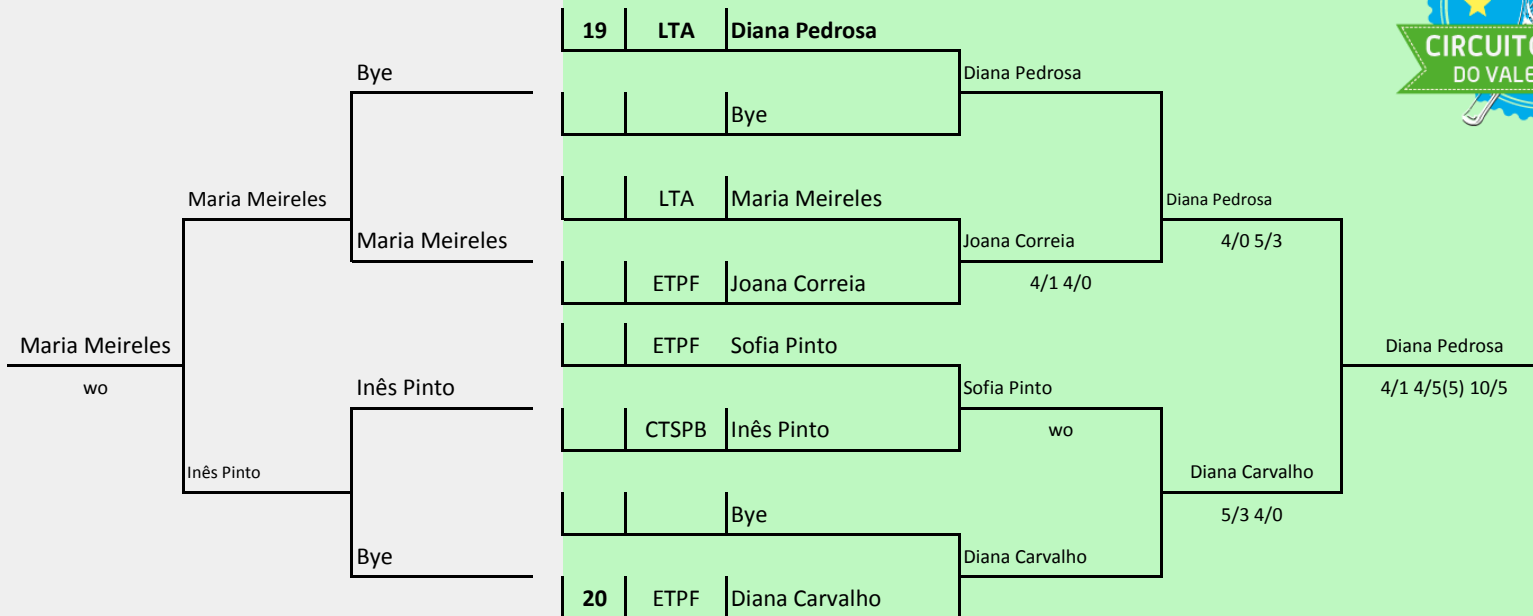 19 LTA Diana Pedrosa
CIRCUITO
Bye Diana Pedrosa DO VALE
Bye
Maria Meireles LTA Maria Meireles Diana Pedrosa
Maria Meireles Joana Correia 4/0 5/3
ETPF Joana Correia 4/1 4/0
Maria Meireles ETPF Sofia Pinto Diana Pedrosa
wo Inês Pinto Sofia Pinto 4/1 4/5(5) 10/5
CTSPB Inês Pinto wo
Inês Pinto Diana Carvalho
Bye 5/3 4/0
Bye Diana Carvalho
20 ETPF Diana Carvalho